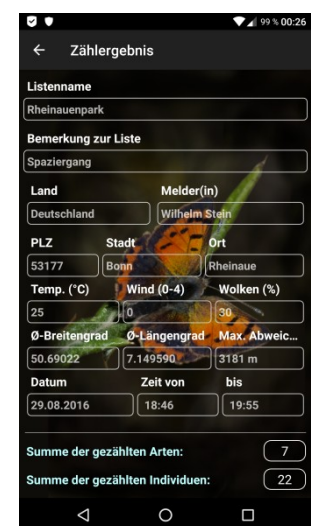 99 % 00:26
Zählergebnis
Listenname
Rheinauenpark
Bemerkung zur Liste
Spaziergang
Land Melder(in)
Deutschland Wilhelm Stein
PLZ Stadt Ort
53177 Bonn Rheinaue
Temp. (°C) Wind (0-4) Wolken (%)
25 0 30
Ø-Breitengrad Ø-Längengrad Max. Abweic...
50.69022 7.149590 3181 m
Datum Zeit von bis
29.08.2016 18:46 19:55
Summe der gezählten Arten: 7
Summe der gezählten Individuen: 22